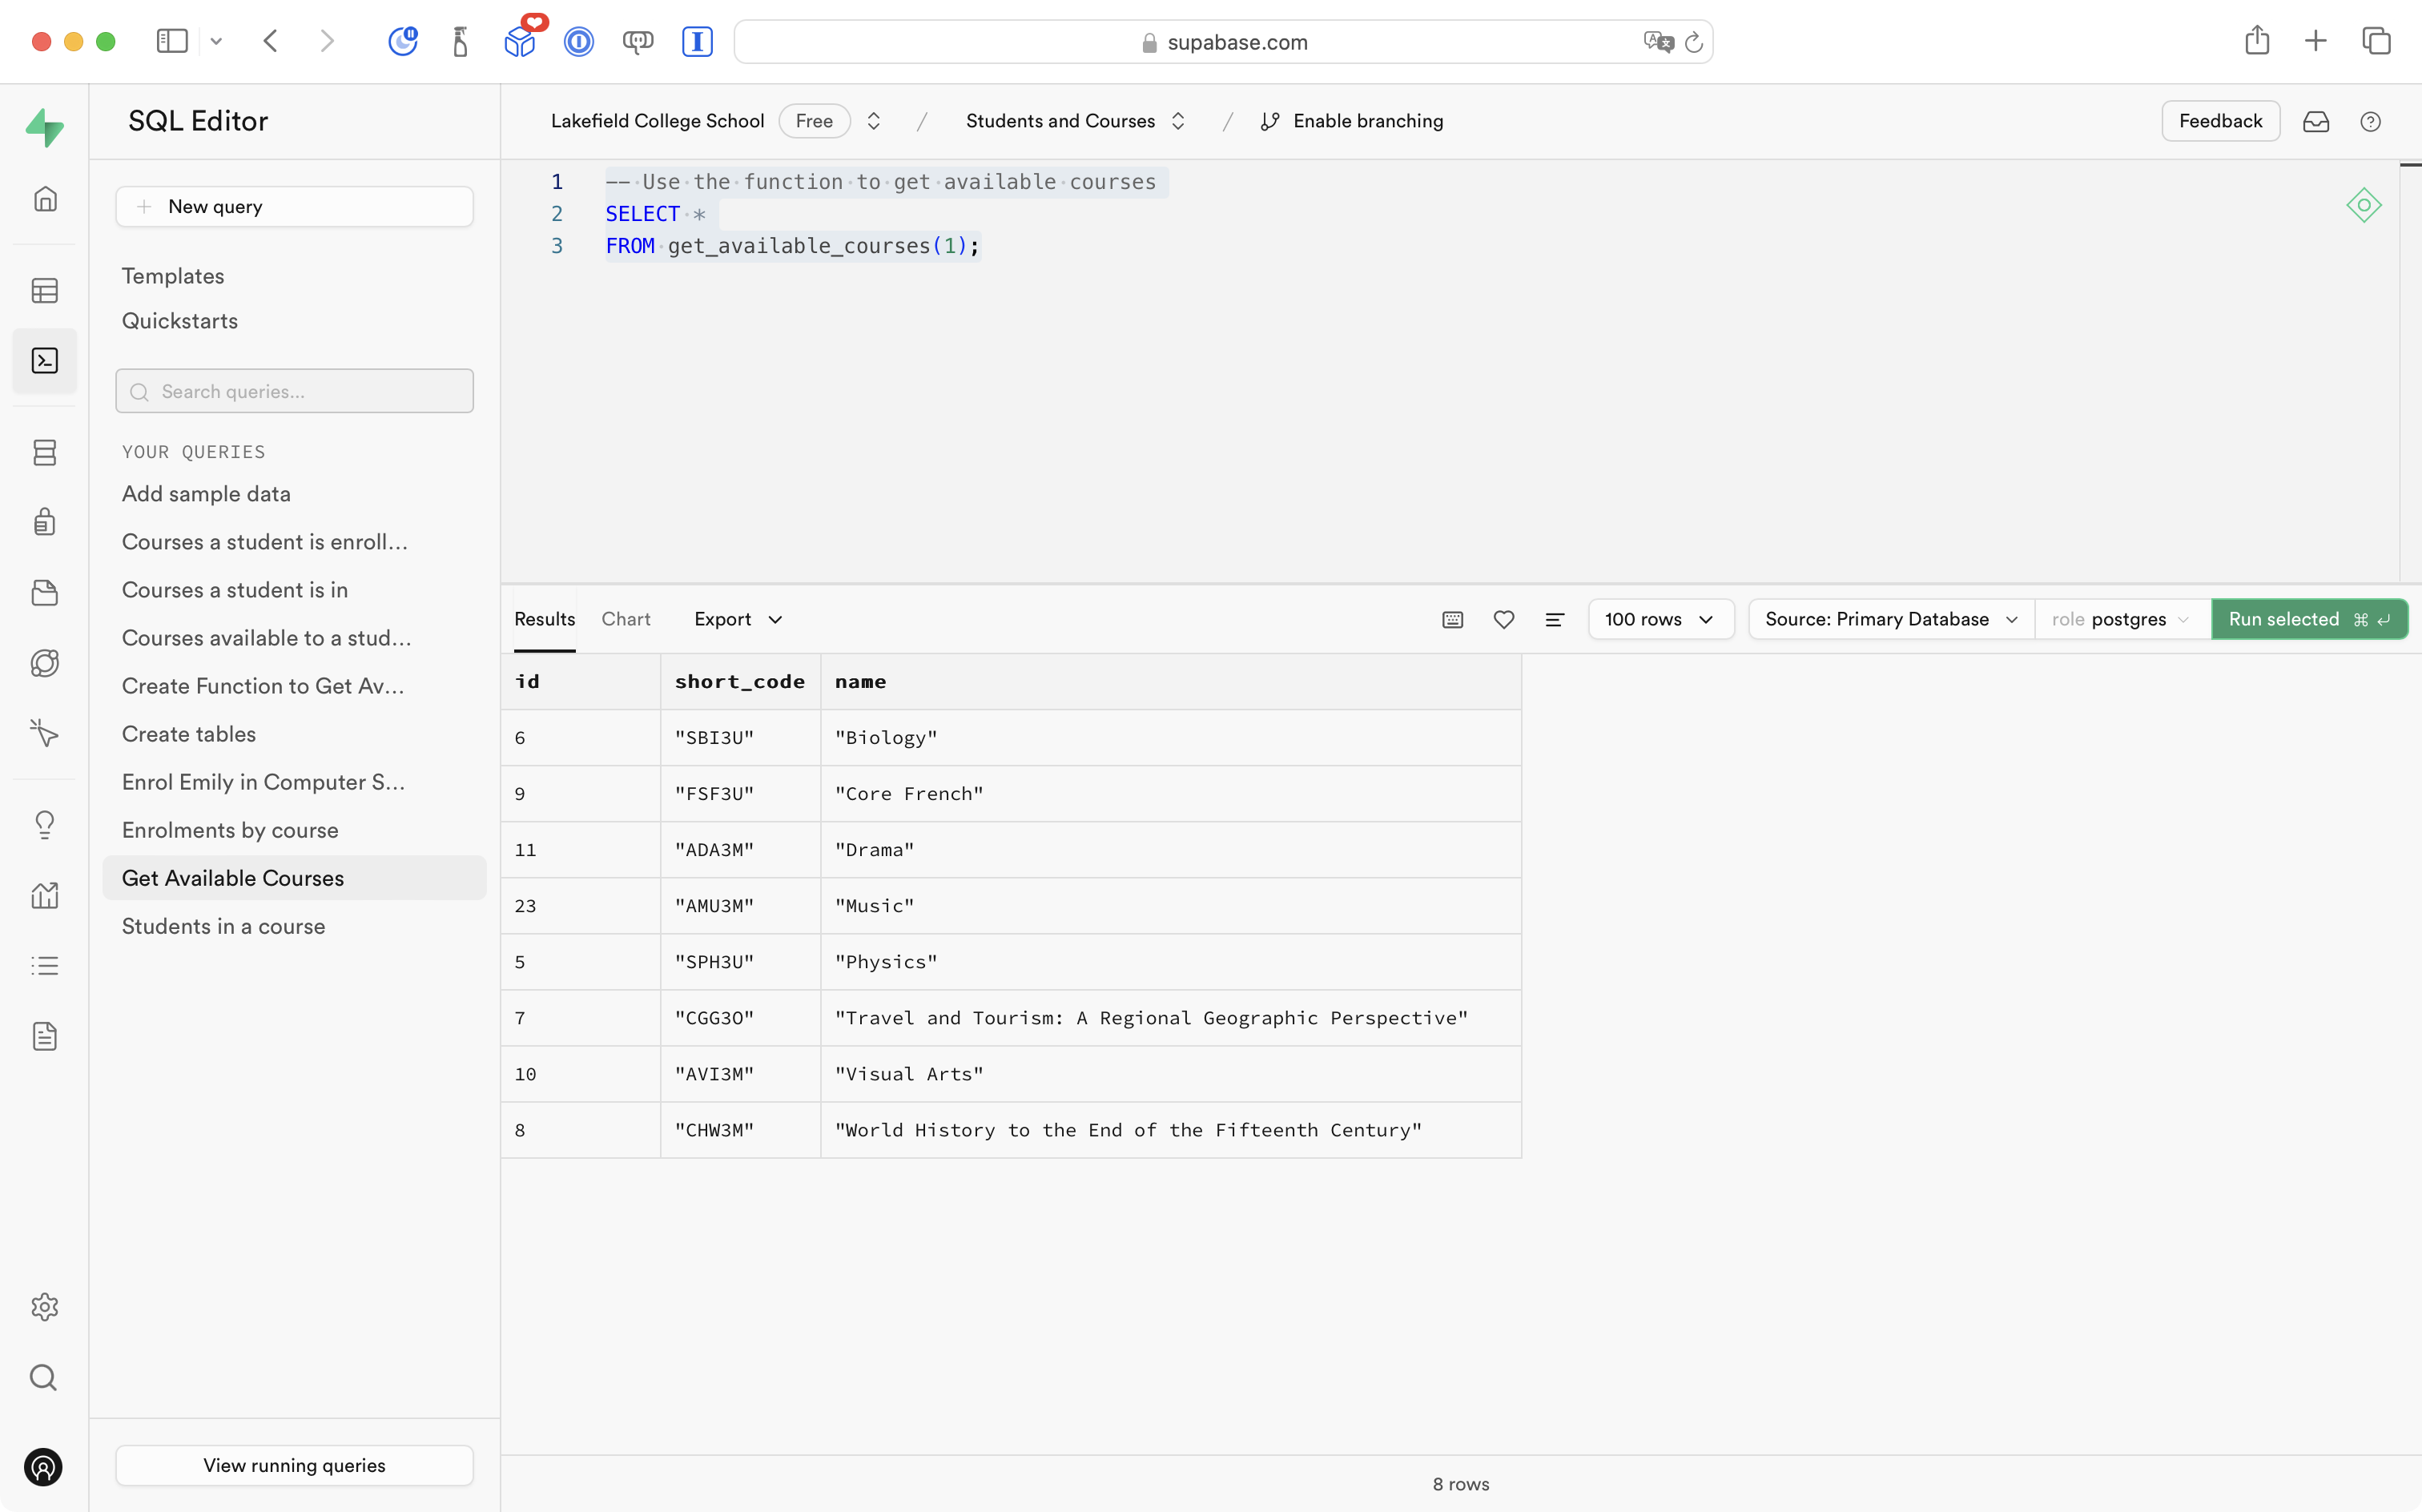 supabase.com
SQL Editor
Lakefield College School Free / Students and Courses / Enable branching
Feedback
New query
Templates
Quickstarts
Search queries...
YOUR QUERIES
Add sample data
Courses a student is enroll...
Courses a student is in
Courses available to a stud...
Create Function to Get Av...
Create tables
Enrol Emily in Computer S...
Enrolments by course
Get Available Courses
Students in a course
View running queries
1 -- Use the function to get available courses
2 SELECT *
3 FROM get_available_courses(1);
Results Chart Export 100 rows Source: Primary Database role postgres Run selected ⌘ ↵
id short_code name
6 "SBI3U" "Biology"
9 "FSF3U" "Core French"
11 "ADA3M" "Drama"
23 "AMU3M" "Music"
5 "SPH3U" "Physics"
7 "CGG3O" "Travel and Tourism: A Regional Geographic Perspective"
10 "AVI3M" "Visual Arts"
8 "CHW3M" "World History to the End of the Fifteenth Century"
8 rows